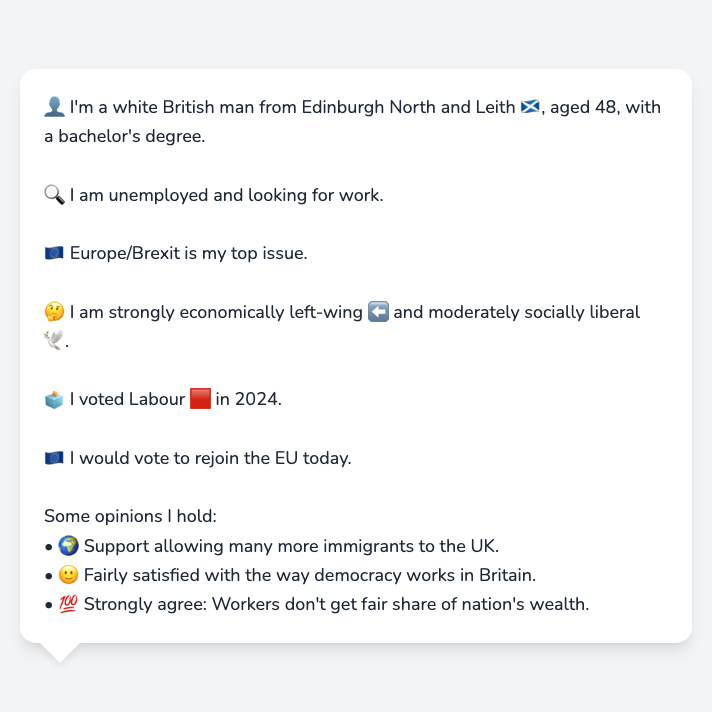 👤 I'm a white British man from Edinburgh North and Leith 🏴󠁧󠁢󠁳󠁣󠁴󠁿, aged 48, with
a bachelor's degree.
🔍 I am unemployed and looking for work.
🇪🇺 Europe/Brexit is my top issue.
🤔 I am strongly economically left-wing ⬅️ and moderately socially liberal
🕊️.
🗳️ I voted Labour 🟥 in 2024.
🇪🇺 I would vote to rejoin the EU today.
Some opinions I hold:
• 🌍 Support allowing many more immigrants to the UK.
• 🙂 Fairly satisfied with the way democracy works in Britain.
• 💯 Strongly agree: Workers don't get fair share of nation's wealth.